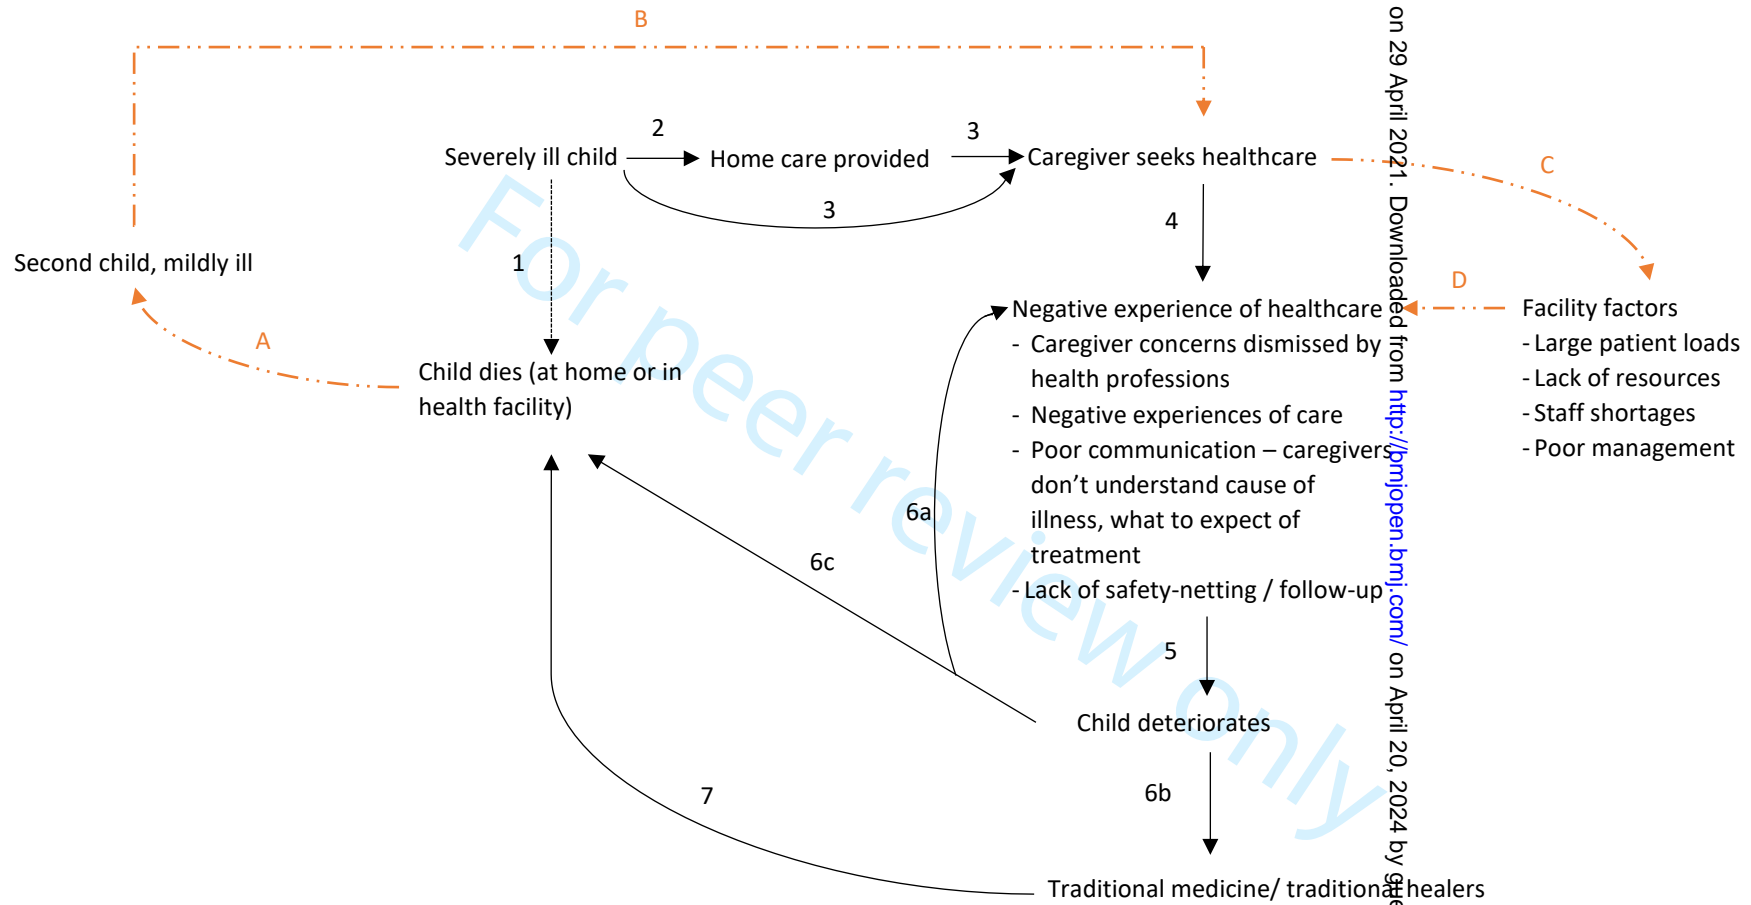 B
2
3
Severely ill child
Home care provided
Caregiver seeks healthcare
C
3
4
Second child, mildly ill
1
D
A
Negative experience of healthcare
- Caregiver concerns dismissed by
health professions
- Negative experiences of care
- Poor communication – caregivers
don’t understand cause of
illness, what to expect of
treatment
- Lack of safety-netting / follow-up
Facility factors
- Large patient loads
- Lack of resources
- Staff shortages
- Poor management
Child dies (at home or in
health facility)
6a
6c
5
Child deteriorates
6b
7
Traditional medicine/ traditional healers
For peer review only
on 29 April 2021. Downloaded from http://bmjopen.bmj.com/ on April 20, 2024 by